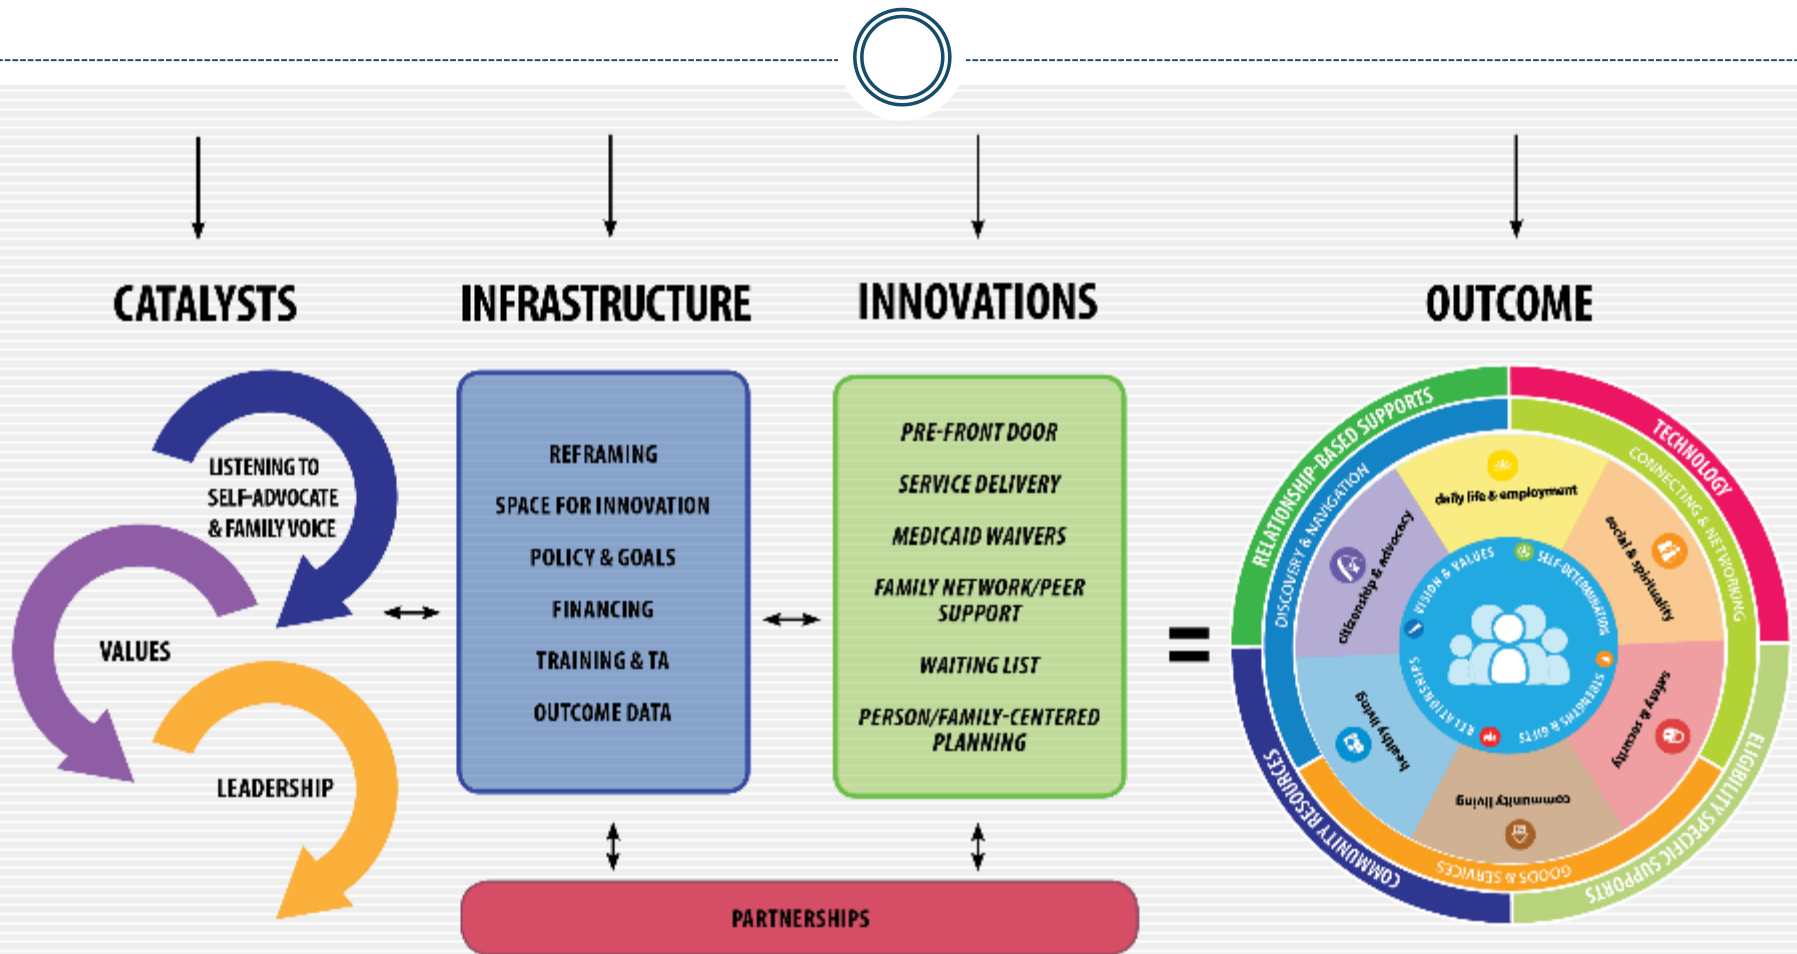 CATALYSTS
INFRASTRUCTURE
INNOVATIONS
OUTCOME
LISTENING TO
SELF-ADVOCATE
& FAMILY VOICE
VALUES
LEADERSHIP
REFRAMING
SPACE FOR INNOVATION
POLICY & GOALS
FINANCING
TRAINING & TA
OUTCOME DATA
PRE-FRONT DOOR
SERVICE DELIVERY
MEDICAID WAIVERS
FAMILY NETWORK/PEER
SUPPORT
WAITING LIST
PERSON/FAMILY-CENTERED
PLANNING
PARTNERSHIPS
=
RELATIONSHIP-BASED SUPPORTS
TECHNOLOGY
ELIGIBILITY SPECIFIC SUPPORTS
COMMUNITY RESOURCES
DISCOVERY & NAVIGATION
CONNECTING & NETWORKING
GOODS & SERVICES
daily life & employment
social & spirituality
safety & security
community living
healthy living
citizenship & advocacy
VISION & VALUES
SELF-DETERMINATION
STRENGTHS & GIFTS
RELATIONSHIPS